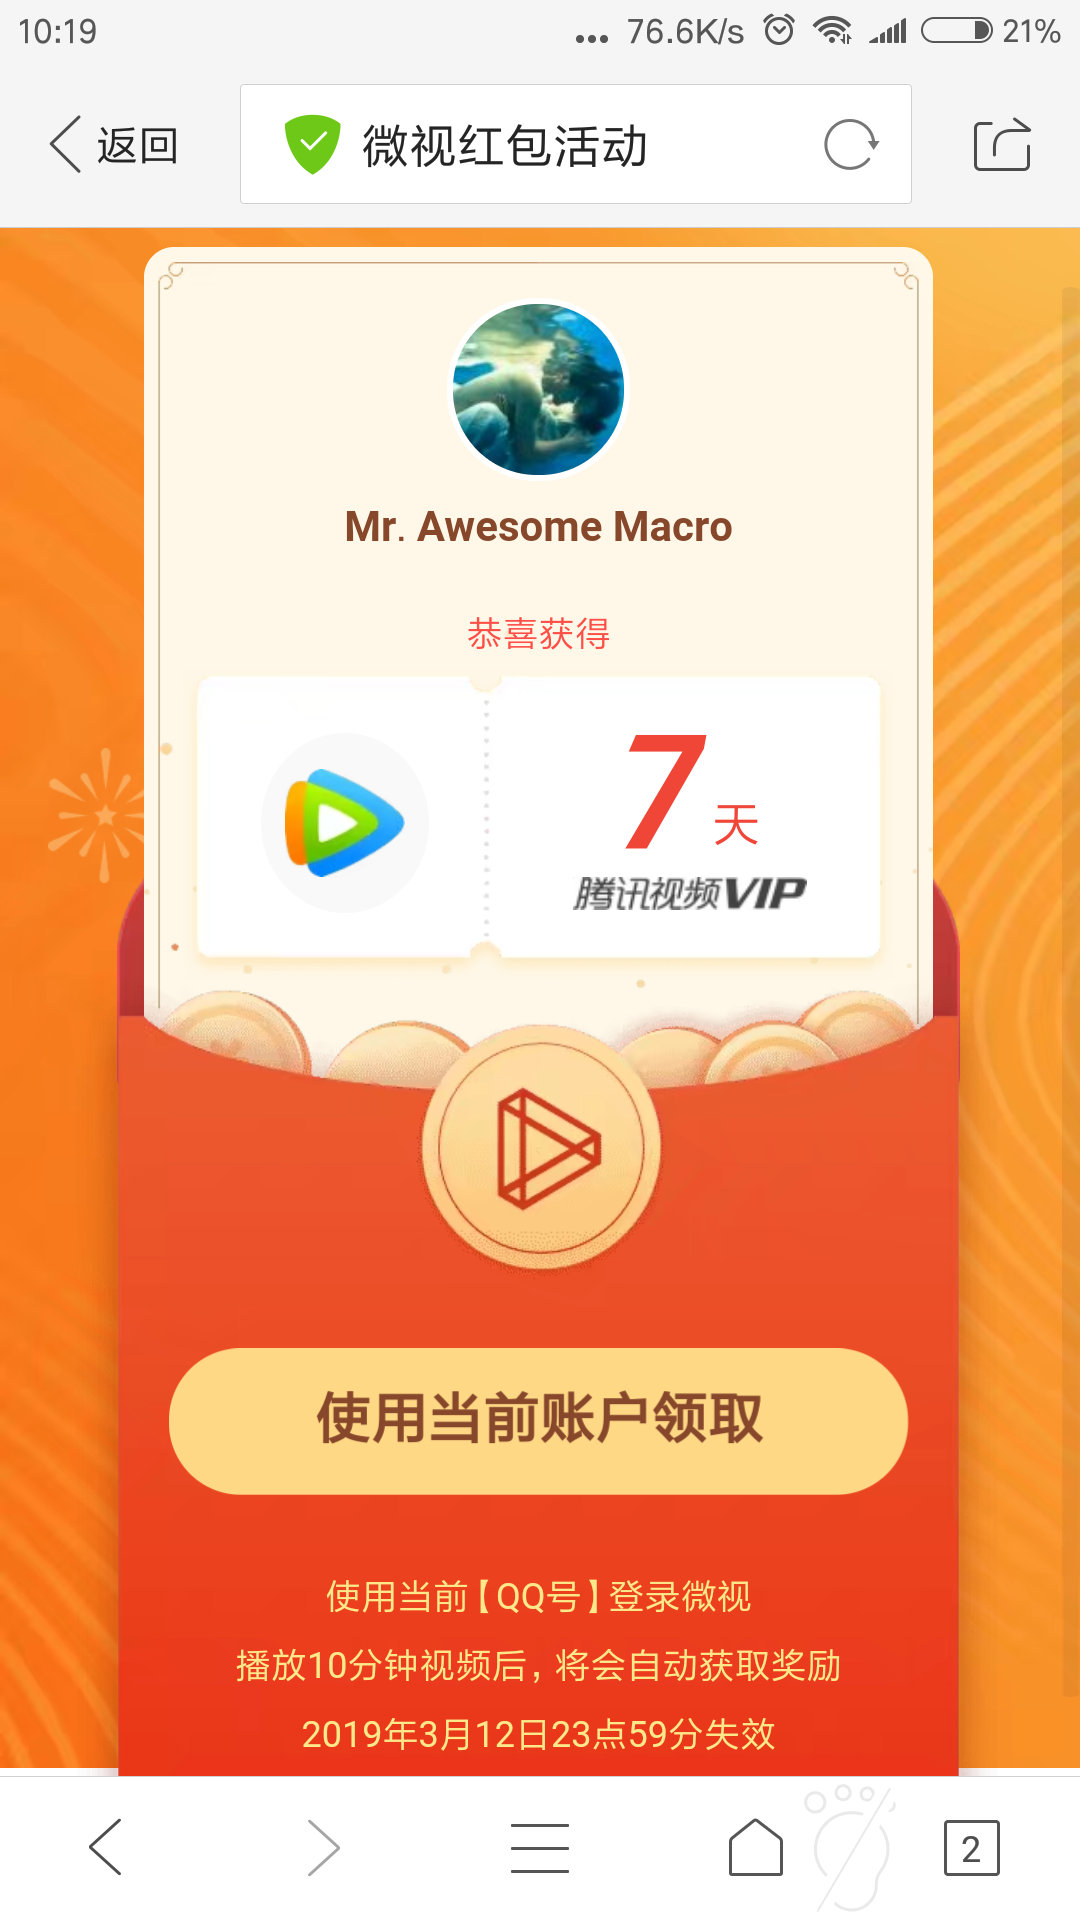 10:19
... 76.6K/s 21%
返回
微视红包活动
Mr. Awesome Macro
恭喜获得
7天
腾讯视频VIP
使用当前账户领取
使用当前【QQ号】登录微视
播放10分钟视频后，将会自动获取奖励
2019年3月12日23点59分失效
2